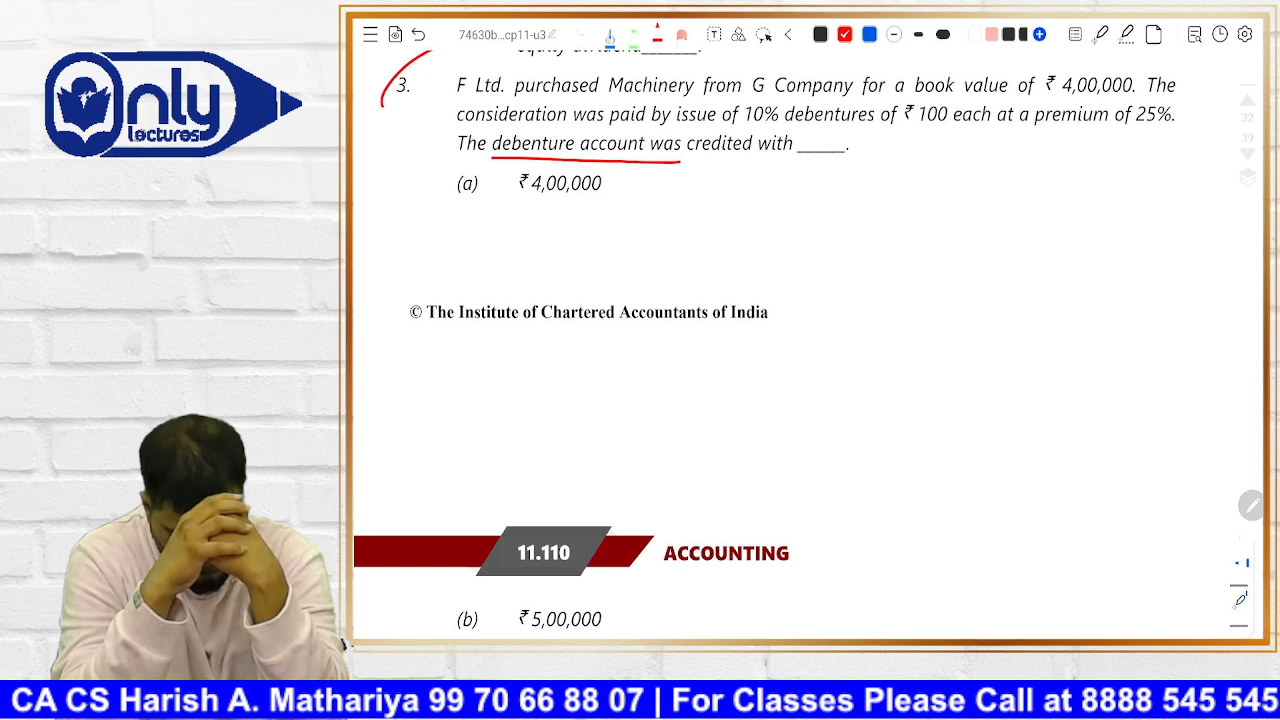 nly
lectures
74630b...cp11-u3
3. F Ltd. purchased Machinery from G Company for a book value of ₹ 4,00,000. The
consideration was paid by issue of 10% debentures of ₹ 100 each at a premium of 25%.
The debenture account was credited with ______.
(a) ₹ 4,00,000
32
39
© The Institute of Chartered Accountants of India
11.110 ACCOUNTING
(b) ₹ 5,00,000
CA CS Harish A. Mathariya 99 70 66 88 07 | For Classes Please Call at 8888 545 545